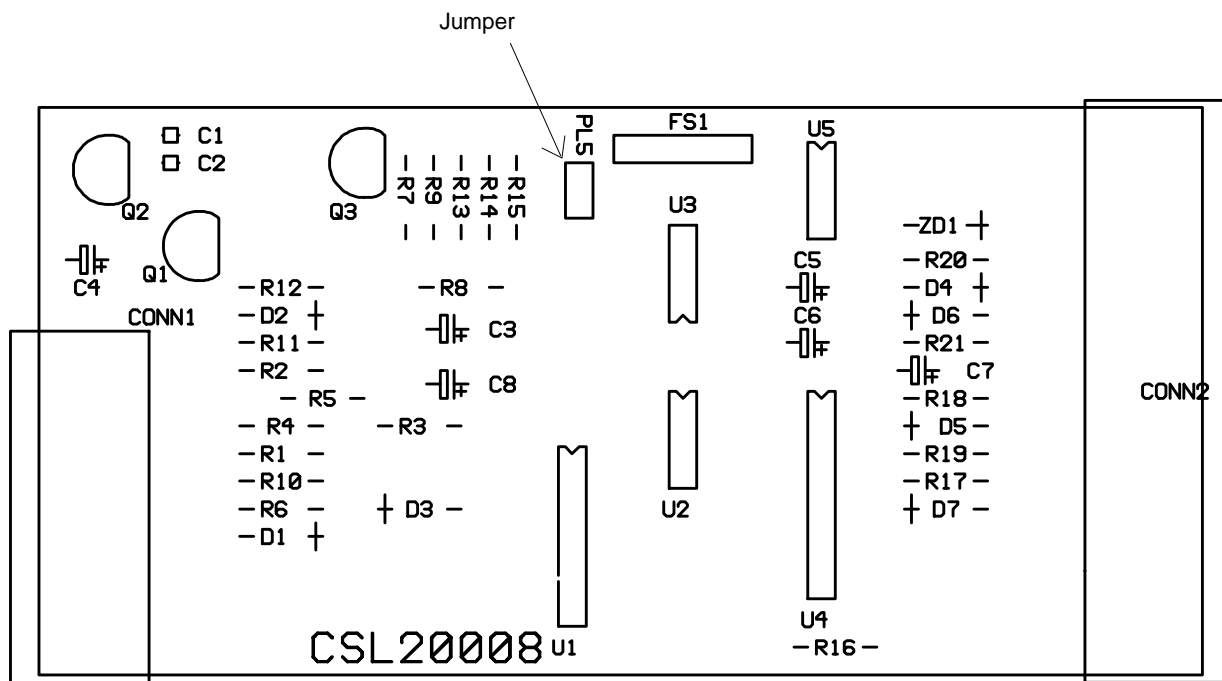 Jumper
C1
C2
Q2
Q1
C4
CONN1
Q3
R7
R9
R13
R14
R15
PL5
FS1
U5
U3
C5
C6
ZD1
R20
D4
D6
R21
C7
R18
D5
R19
R17
D7
CONN2
R12
D2
R11
R2
R5
R4
R1
R10
R6
D1
R8
C3
C8
R3
D3
U2
U4
U1
R16
CSL20008